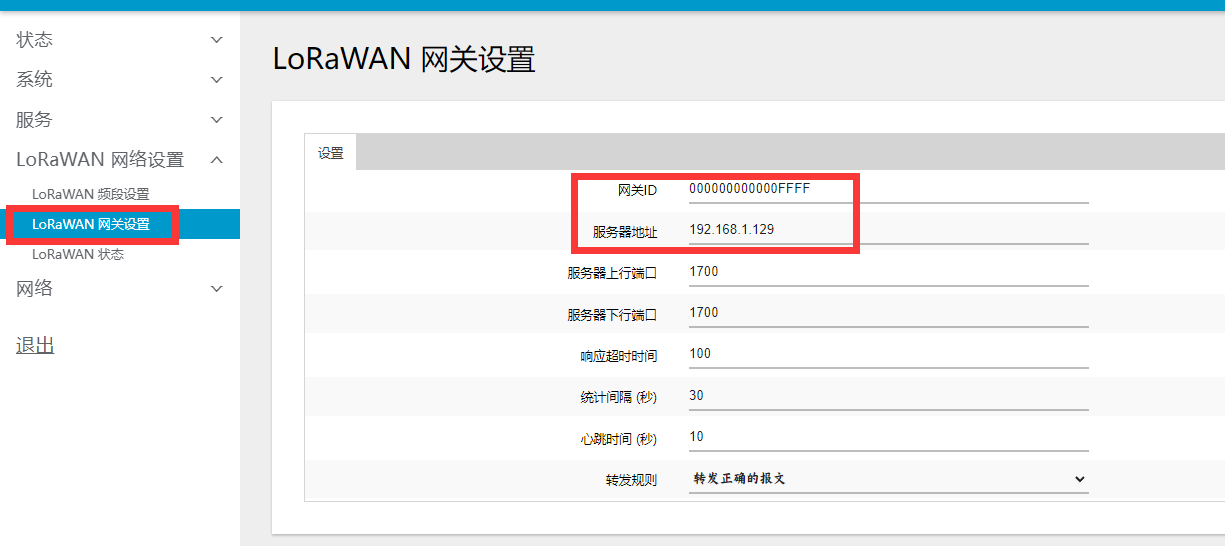 状态
系统
服务
LoRaWAN 网络设置
LoRaWAN 频段设置
LoRaWAN 网关设置
LoRaWAN 状态
网络
退出
LoRaWAN 网关设置
设置
网关ID 000000000000FFFF
服务器地址 192.168.1.129
服务器上行端口 1700
服务器下行端口 1700
响应超时时间 100
统计间隔 (秒) 30
心跳时间 (秒) 10
转发规则 转发正确的报文